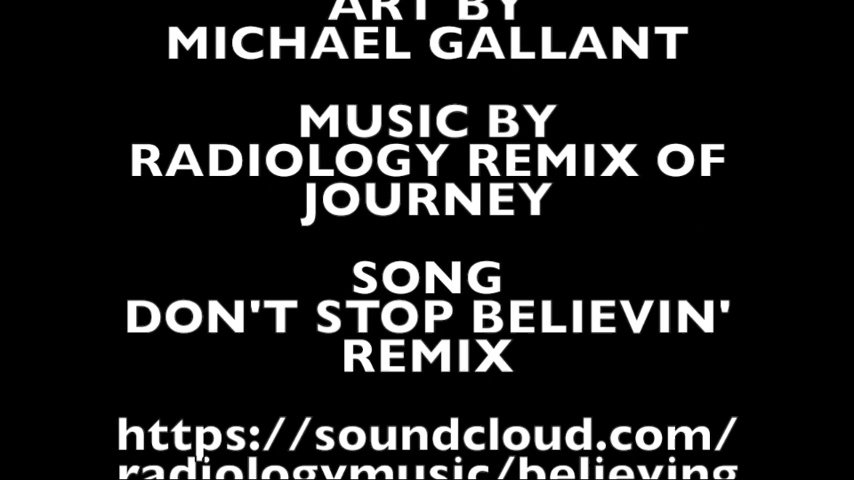 ART BY
MICHAEL GALLANT
MUSIC BY
RADIOLOGY REMIX OF
JOURNEY
SONG
DON'T STOP BELIEVIN'
REMIX
https://soundcloud.com/
radiologymusic/believing